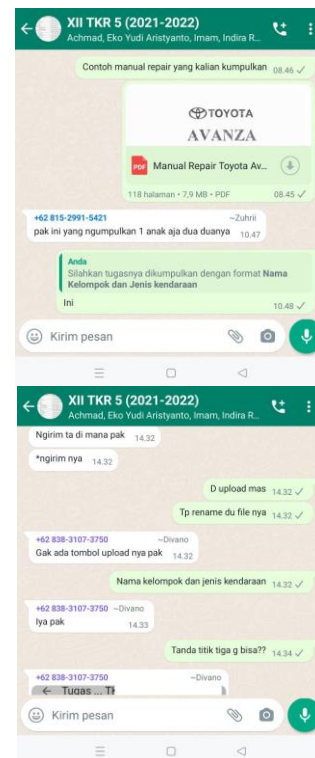 XII TKR 5 (2021-2022)
Achmad, Eko Yudi Aristyanto, Imam, Indira R...
Contoh manual repair yang kalian kumpulkan 08.46
TOYOTA
AVANZA
PDF Manual Repair Toyota Av...
118 halaman • 7,9 MB • PDF 08.45
+62 815-2991-5421 ~Zuhrii
pak ini yang ngumpulkan 1 anak aja dua duanya 10.47
Anda
Silahkan tugasnya dikumpulkan dengan format Nama
Kelompok dan Jenis kendaraan
Ini 10.48
Kirim pesan
XII TKR 5 (2021-2022)
Achmad, Eko Yudi Aristyanto, Imam, Indira R...
Ngirim ta di mana pak 14.32
*ngirim nya 14.32
D upload mas 14.32
Tp rename du file nya 14.32
+62 838-3107-3750 ~Divano
Gak ada tombol upload nya pak 14.32
Nama kelompok dan jenis kendaraan 14.32
+62 838-3107-3750 ~Divano
Iya pak 14.33
Tanda titik tiga g bisa?? 14.34
+62 838-3107-3750 ~Divano
Tugas ...
Kirim pesan